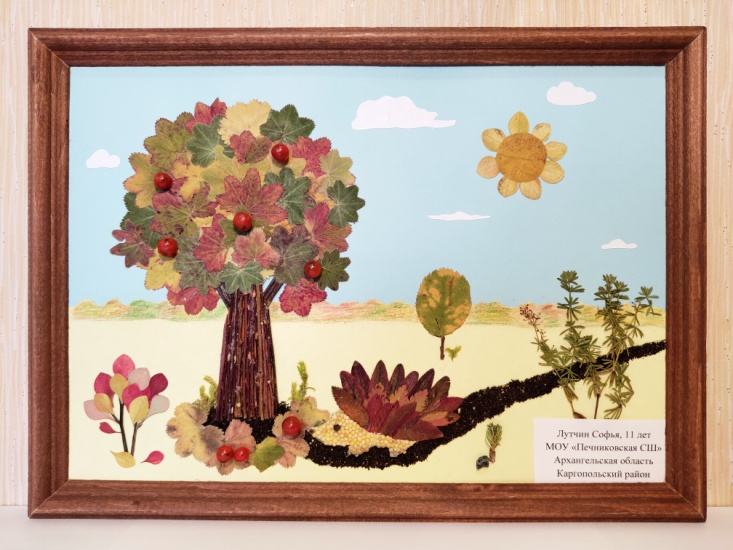 Лутчин Софья, 11 лет
МОУ «Печниковская СШ»
Архангельская область
Каргопольский район